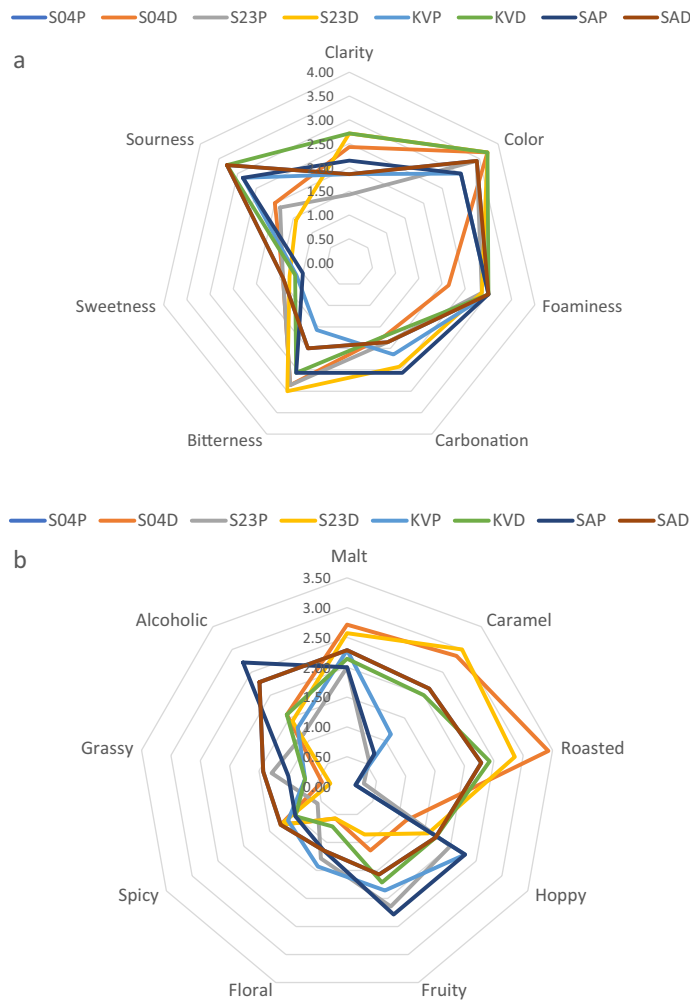 S04P S04D S23P S23D KVP KVD SAP SAD
a
Clarity
4.00
3.50
Sourness
Color
3.00
2.50
2.00
1.50
1.00
0.50
0.00
Sweetness
Foaminess
Bitterness
Carbonation
S04P S04D S23P S23D KVP KVD SAP SAD
b
Malt
3.50
Alcoholic
Caramel
3.00
2.50
2.00
1.50
Grassy
Roasted
1.00
0.50
0.00
Spicy
Hoppy
Floral
Fruity